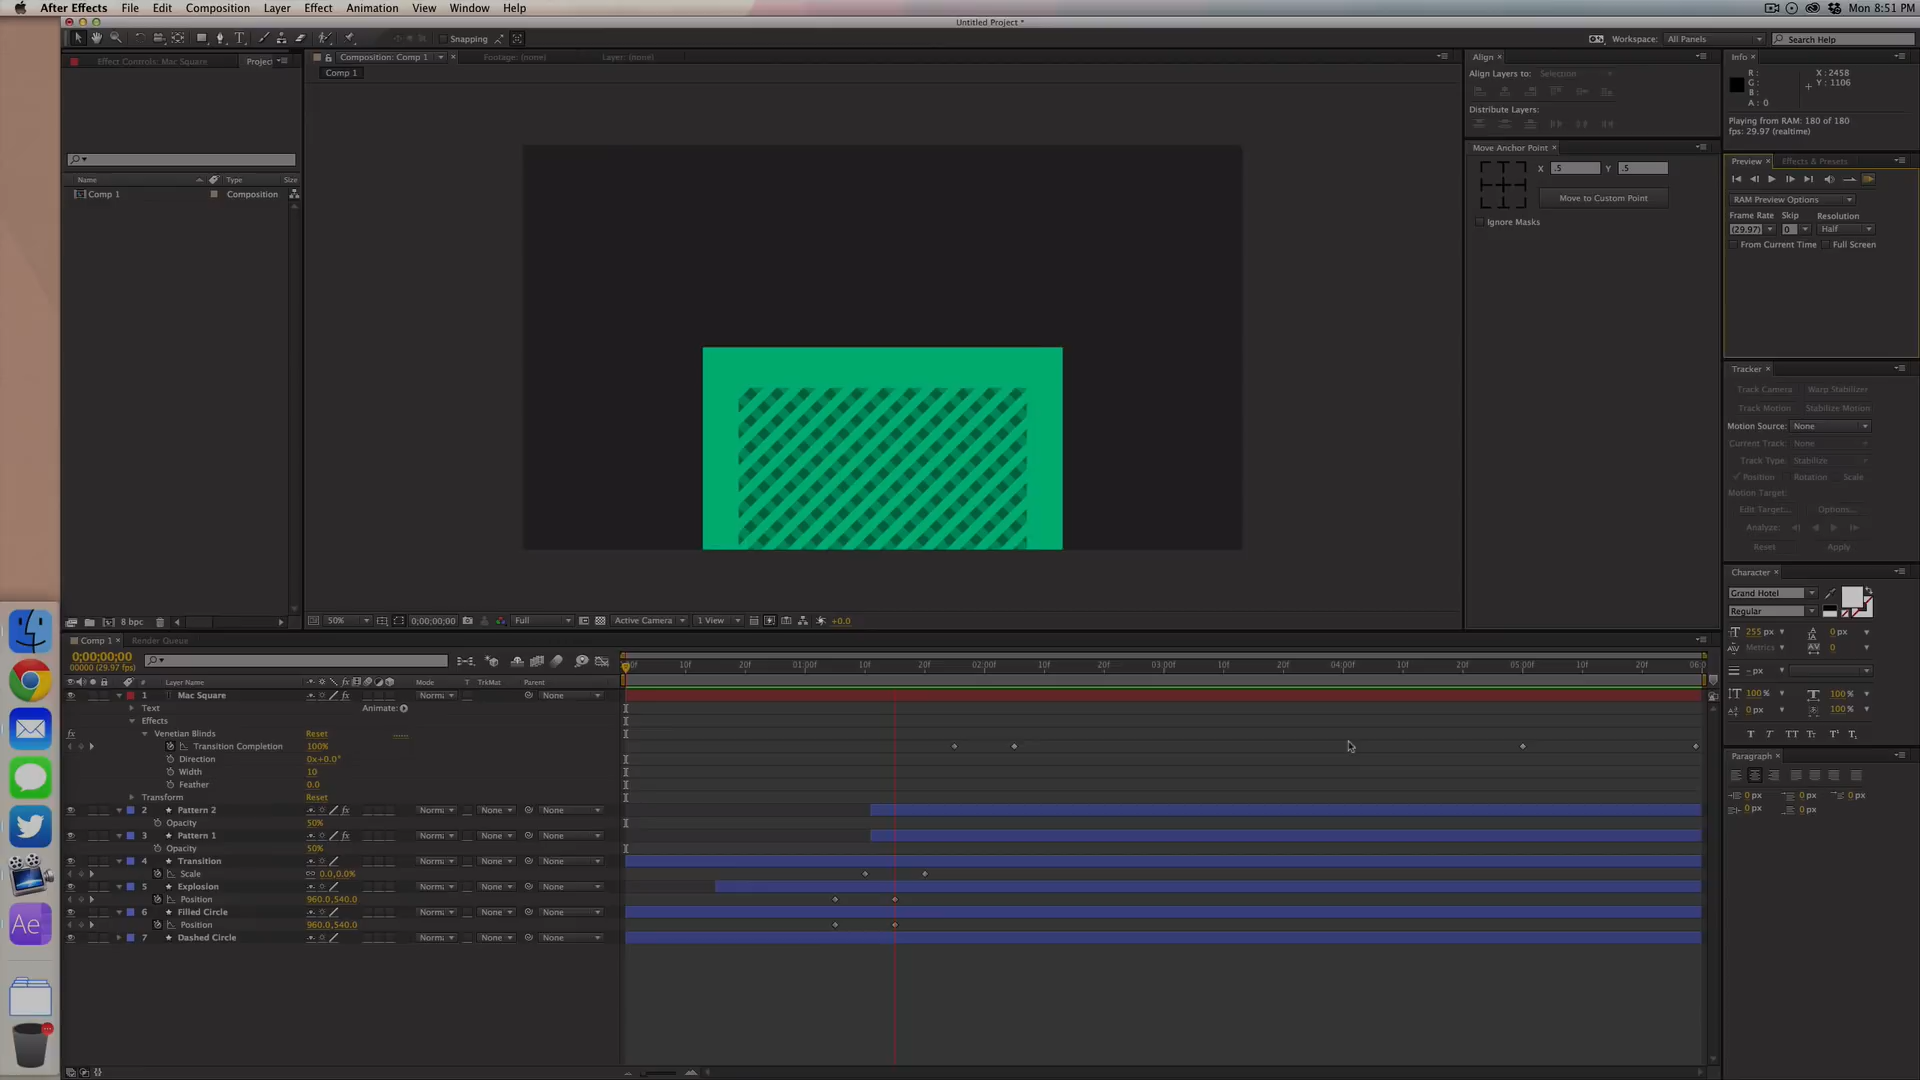 After Effects File Edit Composition Layer Effect Animation View Window Help Mon 8:51 PM
Untitled Project *
Snapping Workspace: All Panels Search Help
Effect Controls: Mac Square Project Composition: Comp 1 Footage: (none) Layer: (none) Align Info
Comp 1
Align Layers to: Selection
Distribute Layers:
R:
G:
B:
A: 0
X: 2458
Y: 1106
Playing from RAM: 180 of 180
fps: 29.97 (realtime)
Move Anchor Point
X .5 Y .5
Move to Custom Point
Ignore Masks
Preview Effects & Presets
RAM Preview Options
Frame Rate Skip Resolution
(29.97) 0 Half
From Current Time Full Screen
Name Type Size
Comp 1 Composition
Tracker
Track Camera Warp Stabilizer
Track Motion Stabilize Motion
Motion Source: None
Current Track: None
Track Type: Stabilize
Position Rotation Scale
Motion Target:
Edit Target... Options...
Analyze:
Reset Apply
Character
Grand Hotel
Regular
255 px 0 px
Metrics 0
- px
100% 100%
0 px 100%
T T TT Tт T¹ T₁
Paragraph
0 px 0 px 0 px
0 px 0 px
8 bpc 50% 0;00;00;00 Full Active Camera 1 View +0.0
Comp 1 Render Queue
0;00;00;00
00000 (29.97 fps)
:00f 10f 20f 01:00f 10f 20f 02:00f 10f 20f 03:00f 10f 20f 04:00f 10f 20f 05:00f 10f 20f 06:0
# Layer Name Mode T TrkMat Parent
1 Mac Square Norm None
Text Animate:
Effects
Venetian Blinds Reset
Transition Completion 100%
Direction 0x+0.0°
Width 10
Feather 0.0
Transform Reset
2 Pattern 2 Norm None None
Opacity 50%
3 Pattern 1 Norm None None
Opacity 50%
4 Transition Norm None None
Scale 0.0,0.0%
5 Explosion Norm None None
Position 960.0,540.0
6 Filled Circle Norm None None
Position 960.0,540.0
7 Dashed Circle Norm None None
Ae